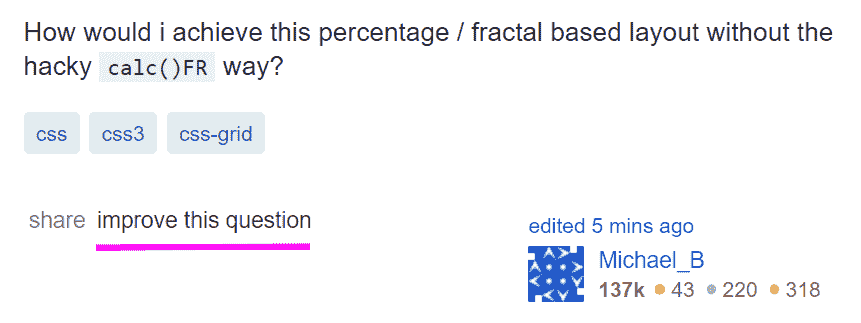 How would i achieve this percentage / fractal based layout without the
hacky calc()FR way?
css css3 css-grid
share improve this question
edited 5 mins ago
Michael_B
137k 43 220 318